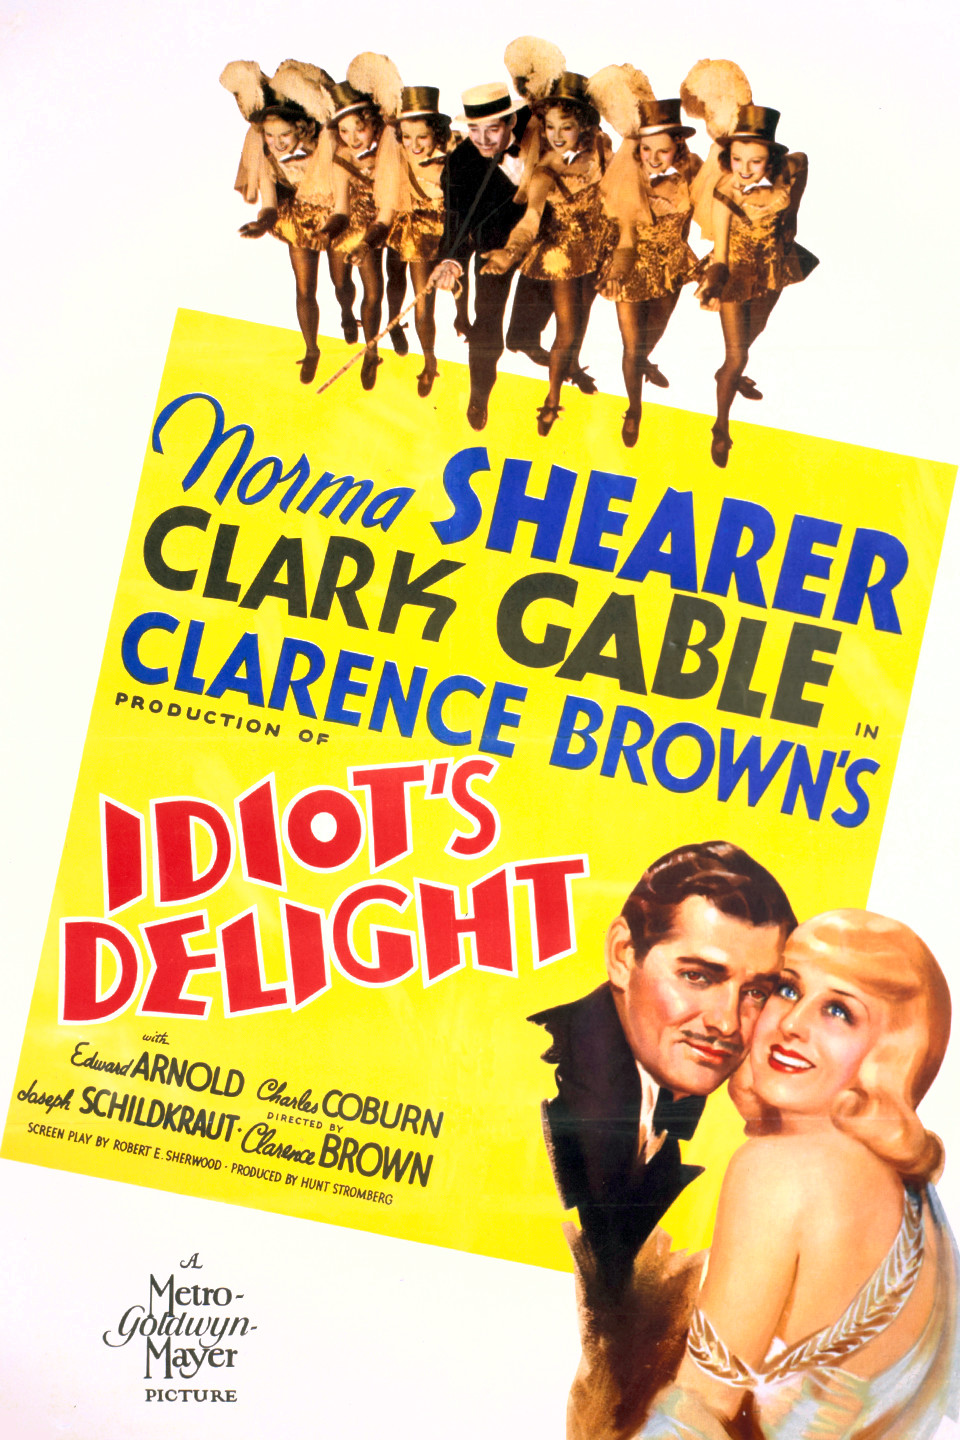 Norma SHEARER
CLARK GABLE
IN
CLARENCE BROWN'S
PRODUCTION OF
IDIOT'S
DELIGHT
with
Edward ARNOLD Charles COBURN
Joseph SCHILDKRAUT·
DIRECTED BY
Clarence BROWN
SCREEN PLAY BY ROBERT E. SHERWOOD · PRODUCED BY HUNT STROMBERG
A
Metro-
Goldwyn-
Mayer
PICTURE